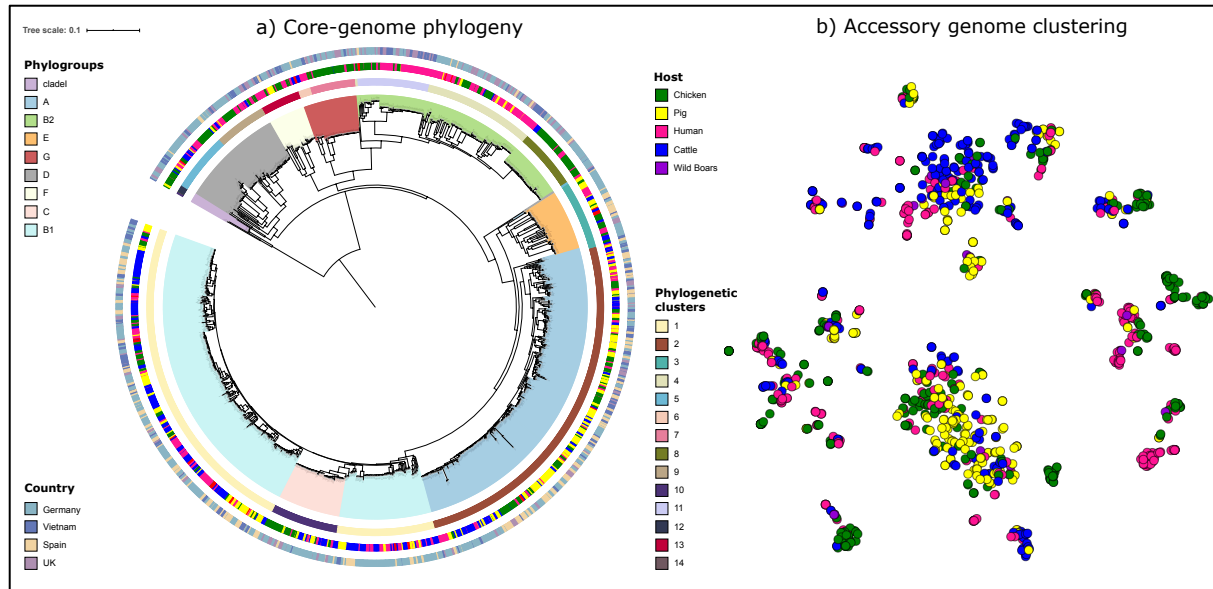 a) Core-genome phylogeny
b) Accessory genome clustering
Tree scale: 0.1
Phylogroups
cladeI
A
B2
E
G
D
F
C
B1
Country
Germany
Vietnam
Spain
UK
Host
Chicken
Pig
Human
Cattle
Wild Boars
Phylogenetic
clusters
1
2
3
4
5
6
7
8
9
10
11
12
13
14